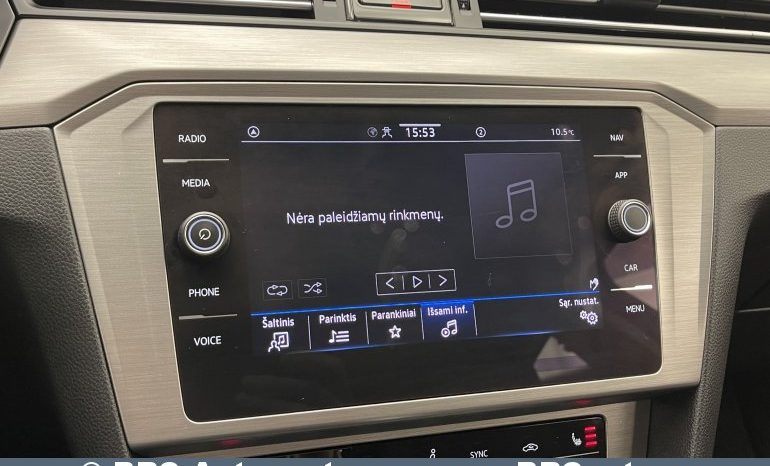 RADIO
MEDIA
PHONE
VOICE
15:53
2
10.5°C
Nėra paleidžiamų rinkmenų.
Šaltinis
Parinktis
Parankiniai
Išsami inf.
Sąr. nustat.
NAV
APP
CAR
MENU
SYNC